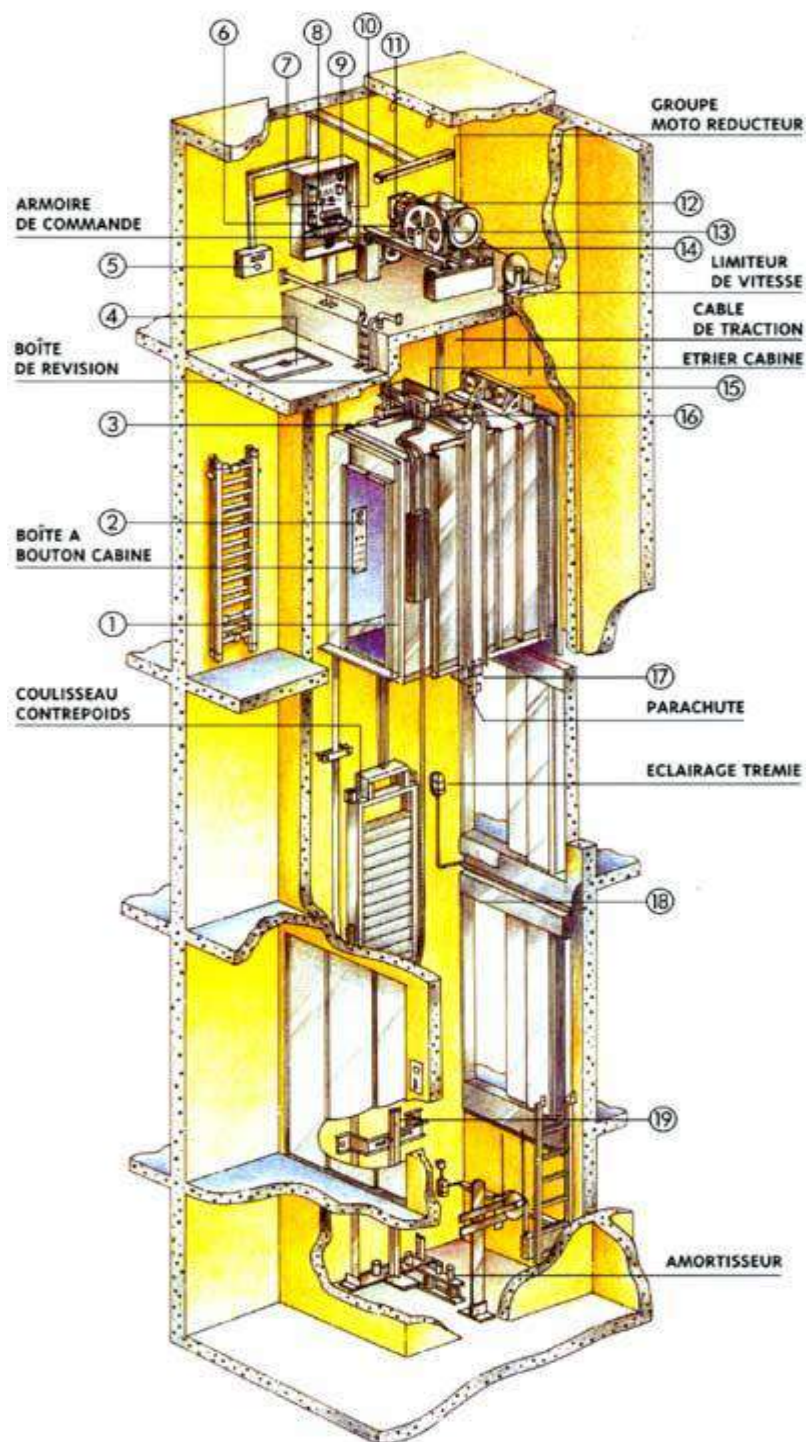 ⑥
⑦
⑧
⑨
⑩
⑪
GROUPE
MOTO REDUCTEUR
ARMOIRE
DE COMMANDE
⑫
⑬
⑭
⑤
LIMITEUR
DE VITESSE
④
CABLE
DE TRACTION
BOÎTE
DE REVISION
ETRIER CABINE
⑮
⑯
③
②
BOÎTE A
BOUTON CABINE
①
⑰
COULISSEAU
CONTREPOIDS
PARACHUTE
ECLAIRAGE TREMIE
⑱
⑲
AMORTISSEUR